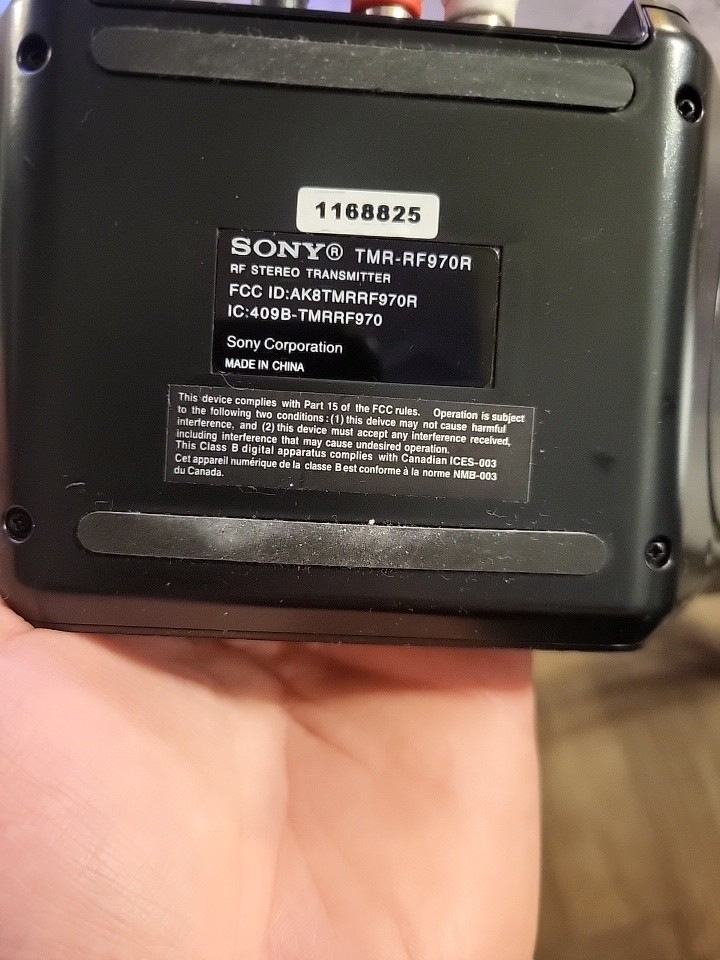 1168825
SONY® TMR-RF970R
RF STEREO TRANSMITTER
FCC ID:AK8TMRRF970R
IC:409B-TMRRF970
Sony Corporation
MADE IN CHINA
This device complies with Part 15 of the FCC rules. Operation is subject
to the following two conditions:(1) this deivce may not cause harmful
interference, and (2) this device must accept any interference received,
including interference that may cause undesired operation.
This Class B digital apparatus complies with Canadian ICES-003
Cet appareil numérique de la classe B est conforme à la norme NMB-003
du Canada.